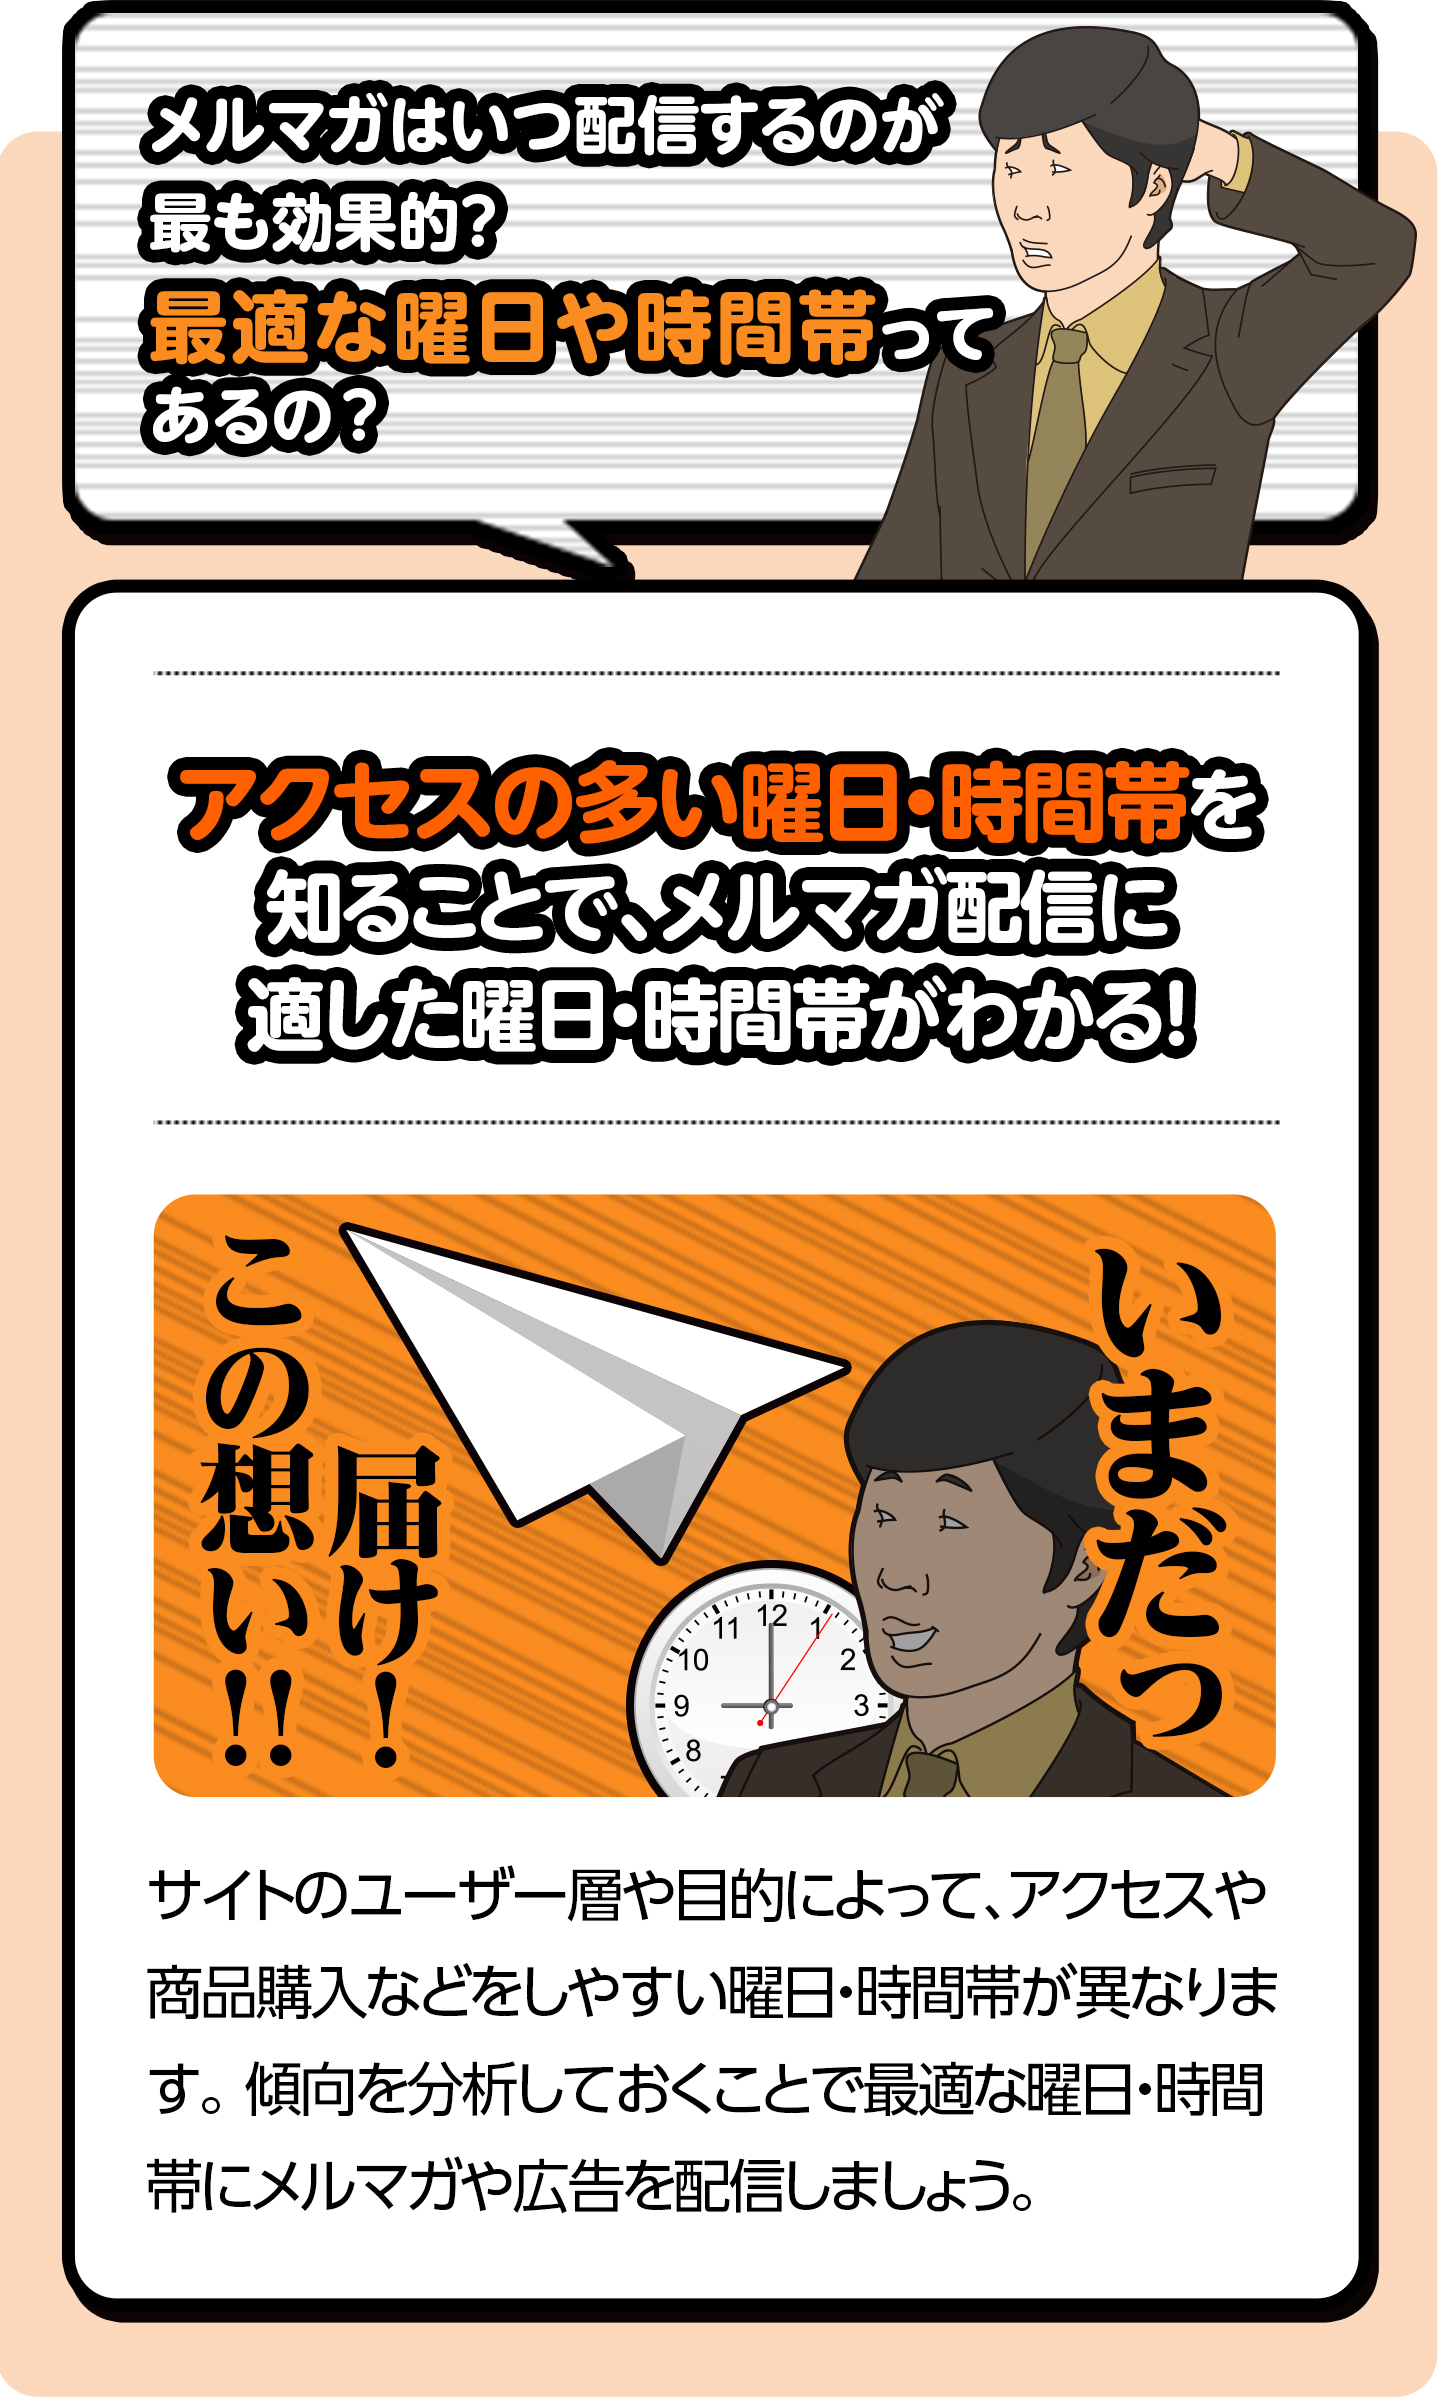 メルマガはいつ配信するのが
最も効果的?
最適な曜日や時間帯って
あるの?
アクセスの多い曜日・時間帯を
知ることで、メルマガ配信に
適した曜日・時間帯がわかる!
いまだっ
届け!
この想い!!
12
1
2
3
11
10
9
8
サイトのユーザー層や目的によって、アクセスや
商品購入などをしやすい曜日・時間帯が異なりま
す。傾向を分析しておくことで最適な曜日・時間
帯にメルマガや広告を配信しましょう。